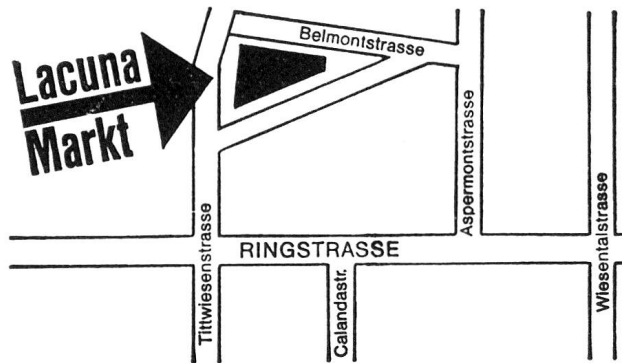 Belmontstrasse
Lacuna
Markt
Aspermontstrasse
Tittwiesenstrasse
RINGSTRASSE
Calandastr.
Wiesentalstrasse